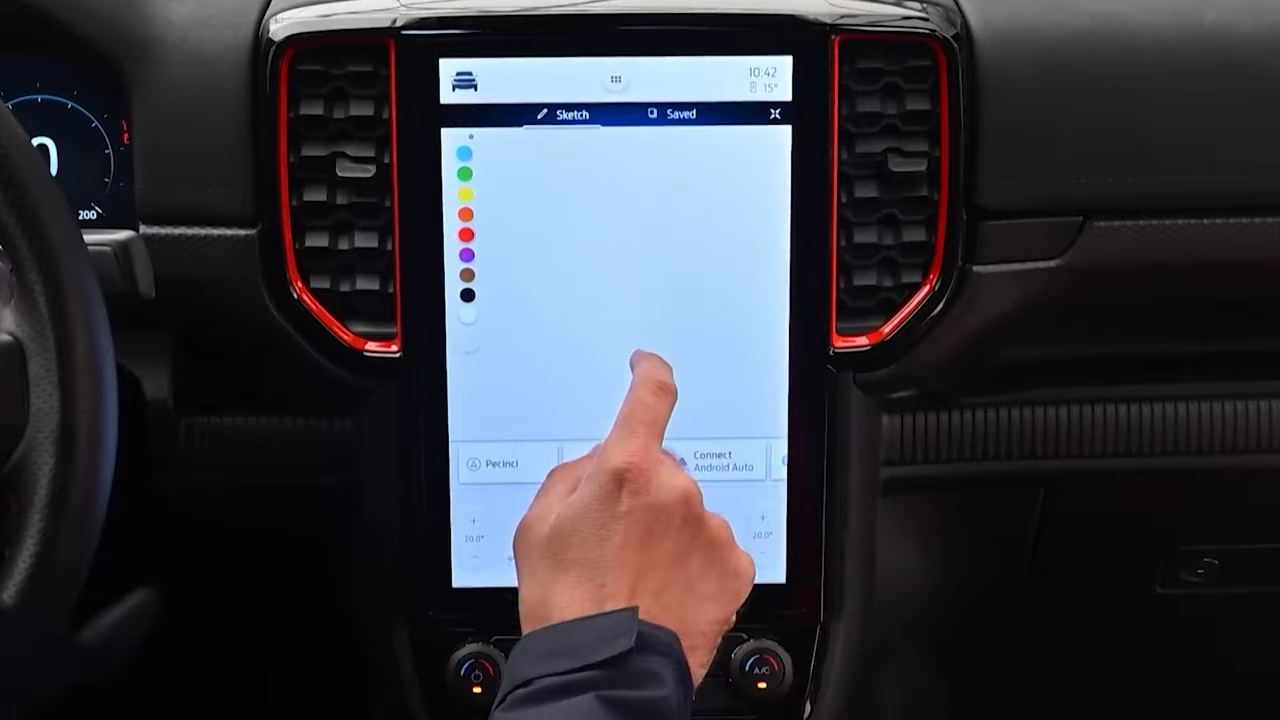 10:42
15°
Sketch
Saved
Pecinci
Connect
Android Auto
20.0°
20.0°
200
A/C